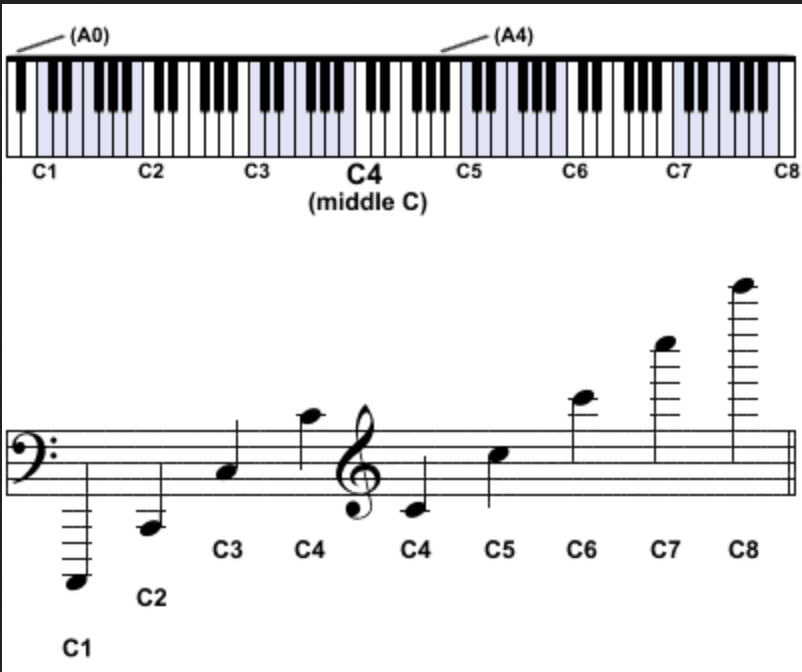 (A0) (A4)
C1 C2 C3 C4 C5 C6 C7 C8
(middle C)
C3 C4 C4 C5 C6 C7 C8
C2
C1